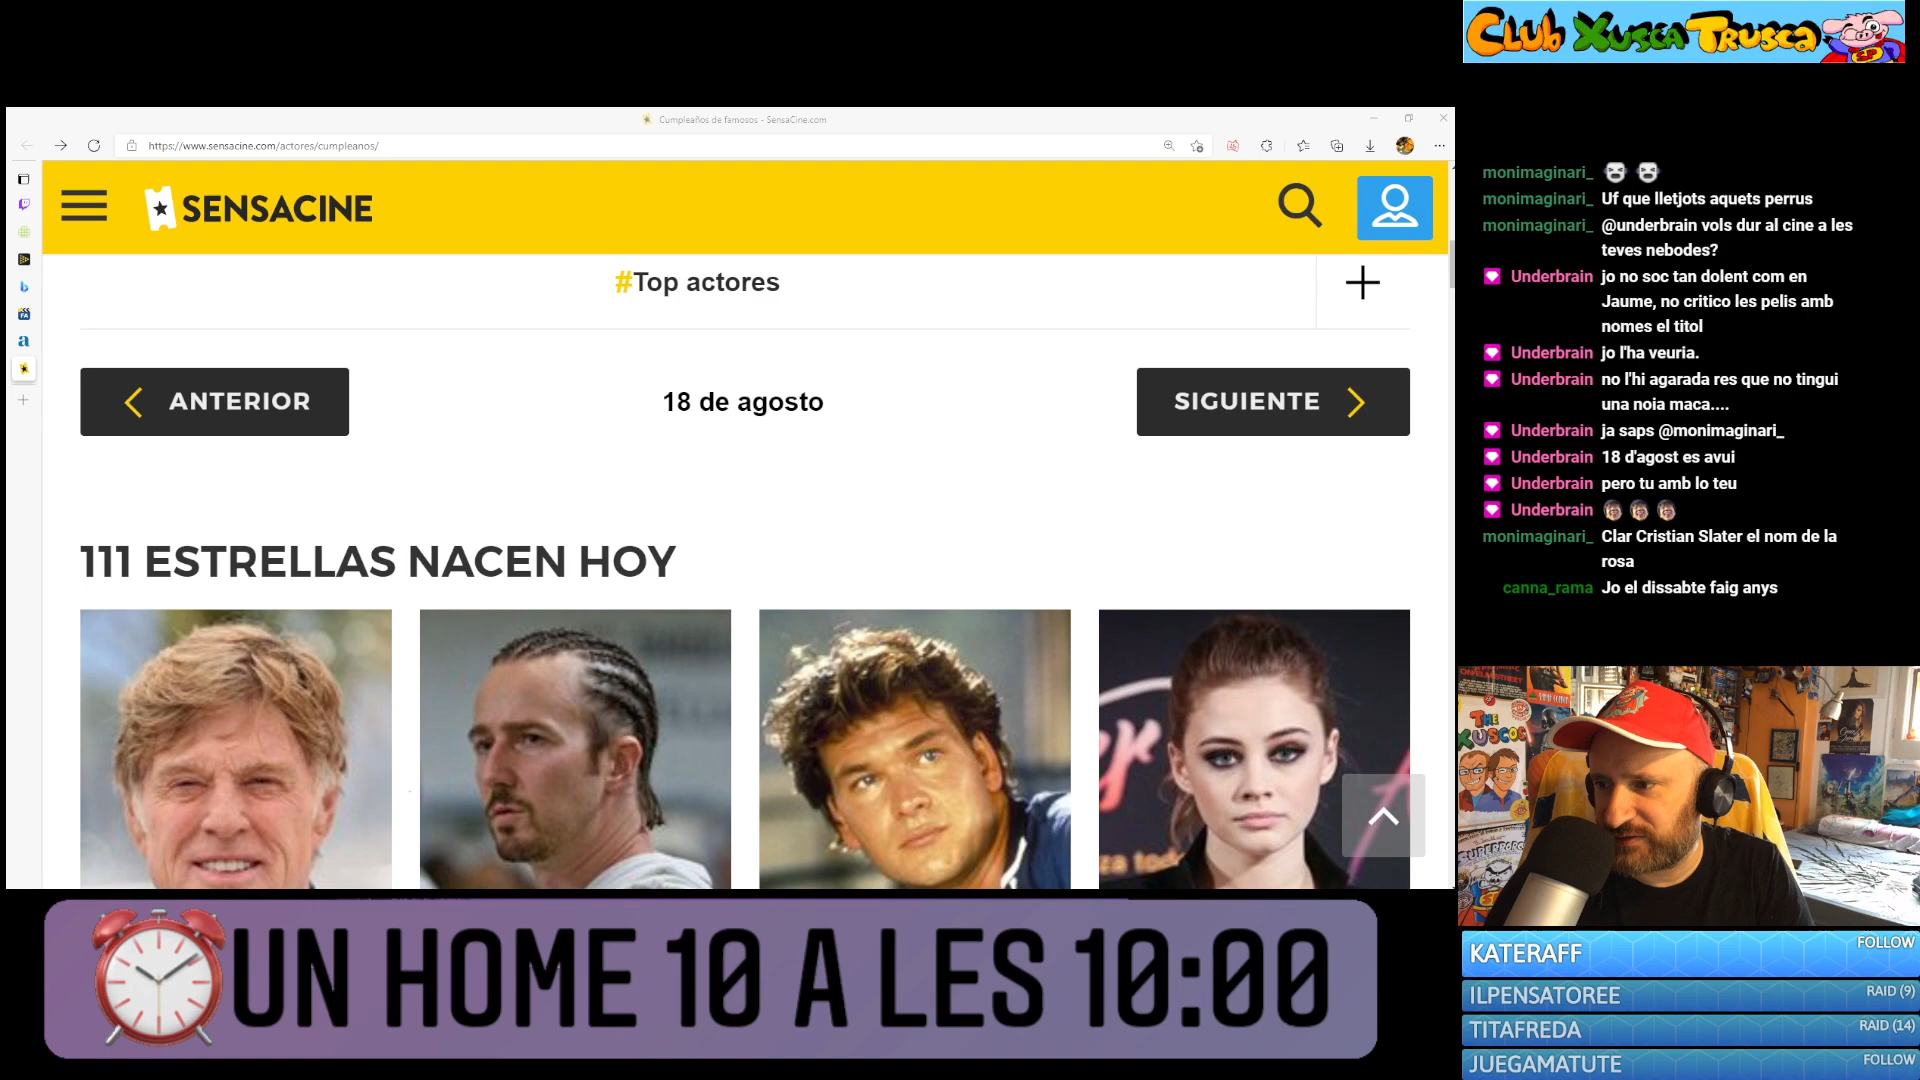 CLUB XUSCA TRUSCA
SP
Cumpleaños de famosos - SensaCine.com
https://www.sensacine.com/actores/cumpleanos/
SENSACINE
#Top actores
ANTERIOR
18 de agosto
SIGUIENTE
111 ESTRELLAS NACEN HOY
monimaginari_
monimaginari_ Uf que lletjots aquets perrus
monimaginari_ @underbrain vols dur al cine a les
teves nebodes?
Underbrain jo no soc tan dolent com en
Jaume, no critico les pelis amb
nomes el titol
Underbrain jo l'ha veuria.
Underbrain no l'hi agarada res que no tingui
una noia maca....
Underbrain ja saps @monimaginari_
Underbrain 18 d'agost es avui
Underbrain pero tu amb lo teu
Underbrain
monimaginari_ Clar Cristian Slater el nom de la
rosa
canna_rama Jo el dissabte faig anys
THE
XUSCOS
UN HOME 10 A LES 10:00
KATERAFF FOLLOW
ILPENSATOREE RAID (9)
TITAFREDA RAID (14)
JUEGAMATUTE FOLLOW